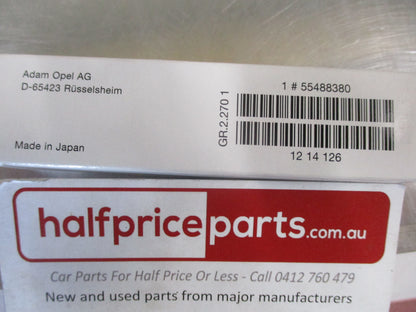 Adam Opel AG
D-65423 Rüsselsheim
Made in Japan
GR.2.270 1
1 # 55488380
12 14 126
halfpriceparts.com.au
Car Parts For Half Price Or Less - Call 0412 760 479
New and used parts from major manufacturers